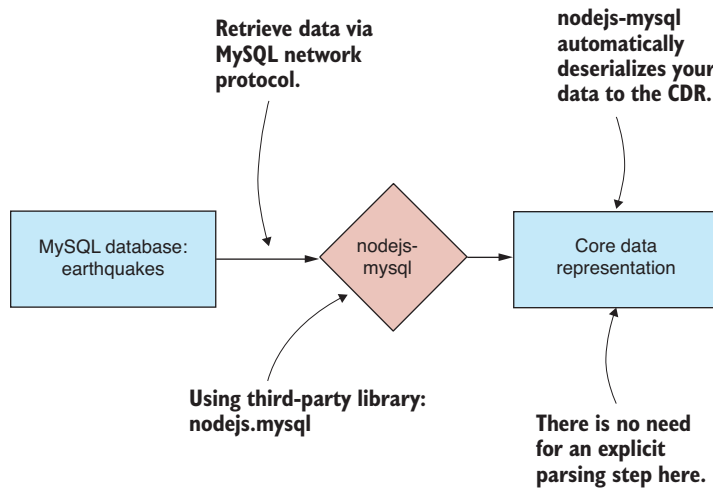 Retrieve data via
MySQL network
protocol.
nodejs-mysql
automatically
deserializes your
data to the CDR.
MySQL database:
earthquakes
nodejs-
mysql
Core data
representation
Using third-party library:
nodejs.mysql
There is no need
for an explicit
parsing step here.